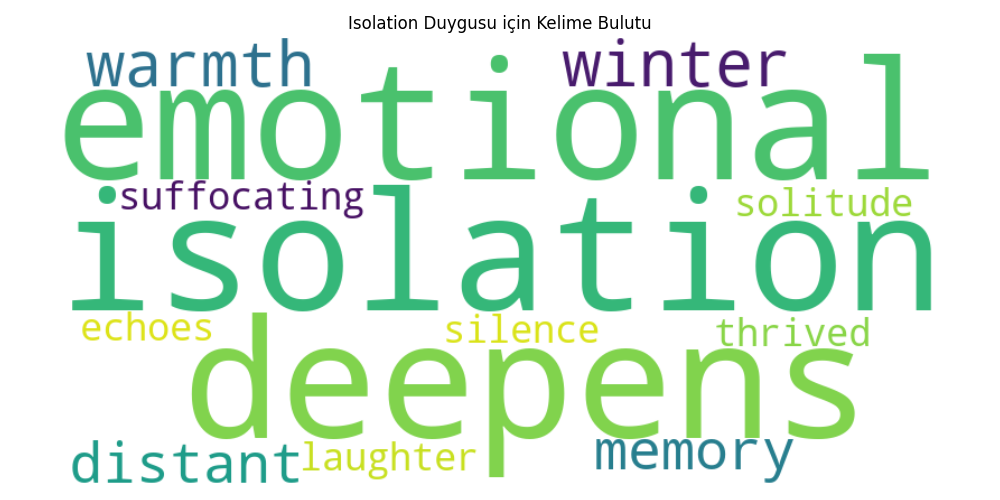 Isolation Duygusu için Kelime Bulutu
warmth winter
emotional
suffocating solitude
isolation
echoes silence thrived
deepens
distant laughter memory